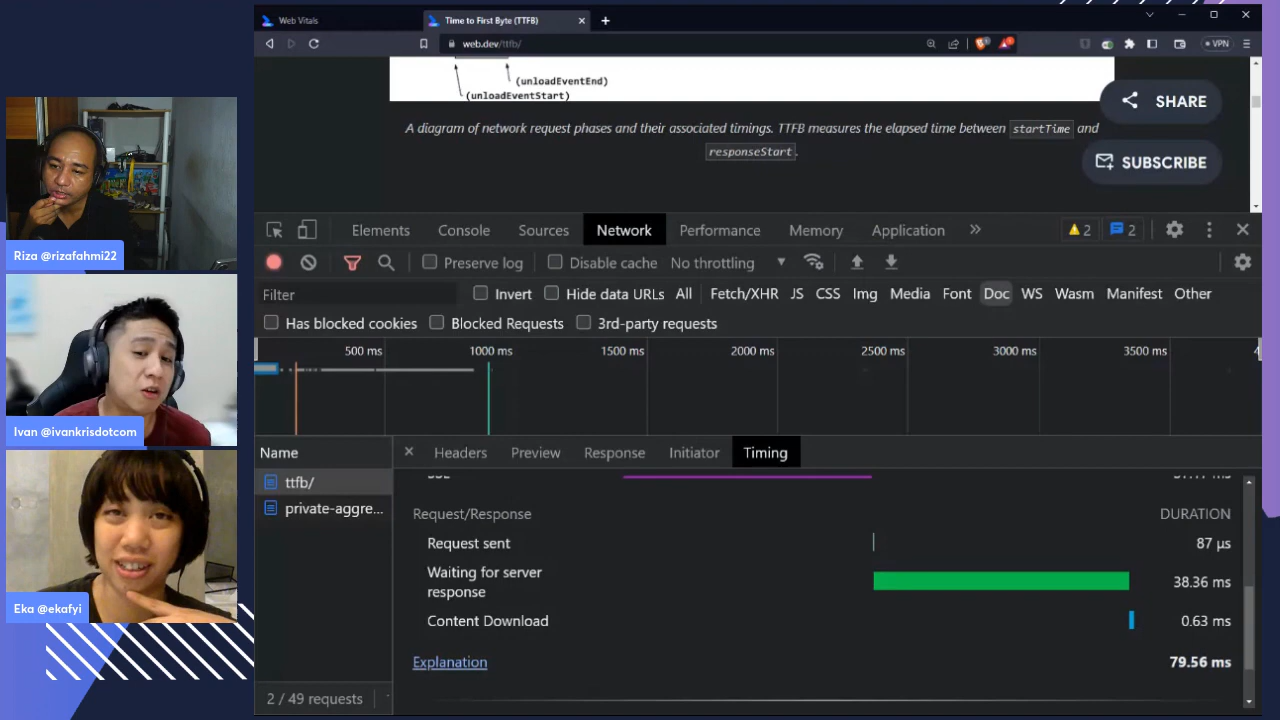 Web Vitals
Time to First Byte (TTFB)
web.dev/ttfb/
VPN
(unloadEventEnd)
(unloadEventStart)
A diagram of network request phases and their associated timings. TTFB measures the elapsed time between startTime and
responseStart.
SHARE
SUBSCRIBE
Elements Console Sources Network Performance Memory Application » 2 2
Preserve log Disable cache No throttling
Filter Invert Hide data URLs All Fetch/XHR JS CSS Img Media Font Doc WS Wasm Manifest Other
Has blocked cookies Blocked Requests 3rd-party requests
500 ms 1000 ms 1500 ms 2000 ms 2500 ms 3000 ms 3500 ms 4
Name
Headers Preview Response Initiator Timing
ttfb/
private-aggre...
Request/Response DURATION
Request sent 87 µs
Waiting for server
response 38.36 ms
Content Download 0.63 ms
Explanation 79.56 ms
2 / 49 requests
Riza @rizafahmi22
Ivan @ivankrisdotcom
Eka @ekafyi